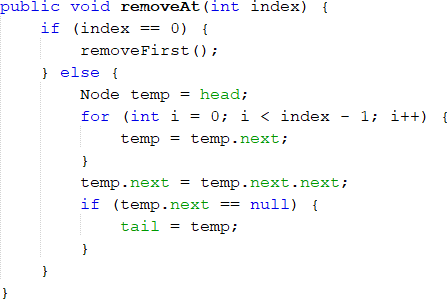 public void removeAt(int index) {
    if (index == 0) {
        removeFirst();
    } else {
        Node temp = head;
        for (int i = 0; i < index - 1; i++) {
            temp = temp.next;
        }
        temp.next = temp.next.next;
        if (temp.next == null) {
            tail = temp;
        }
    }
}